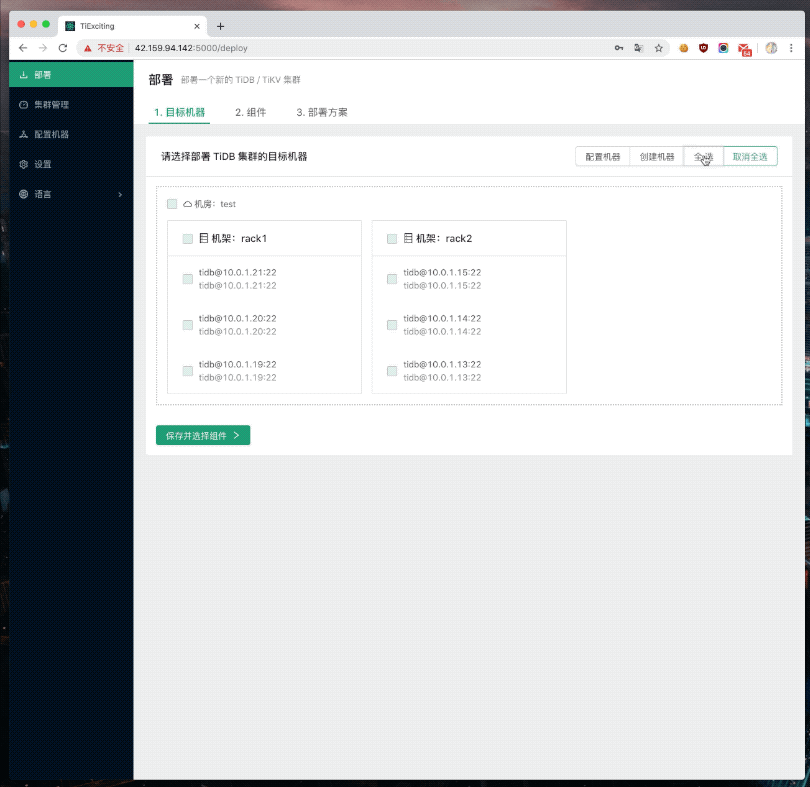 TiExciting
不安全 42.159.94.142:5000/deploy
64
部署
集群管理
配置机器
设置
语言
部署 部署一个新的 TiDB / TiKV 集群
1. 目标机器 2. 组件 3. 部署方案
请选择部署 TiDB 集群的目标机器
配置机器 创建机器 全选 取消全选
机房：test
机架：rack1
tidb@10.0.1.21:22
tidb@10.0.1.21:22
tidb@10.0.1.20:22
tidb@10.0.1.20:22
tidb@10.0.1.19:22
tidb@10.0.1.19:22
机架：rack2
tidb@10.0.1.15:22
tidb@10.0.1.15:22
tidb@10.0.1.14:22
tidb@10.0.1.14:22
tidb@10.0.1.13:22
tidb@10.0.1.13:22
保存并选择组件